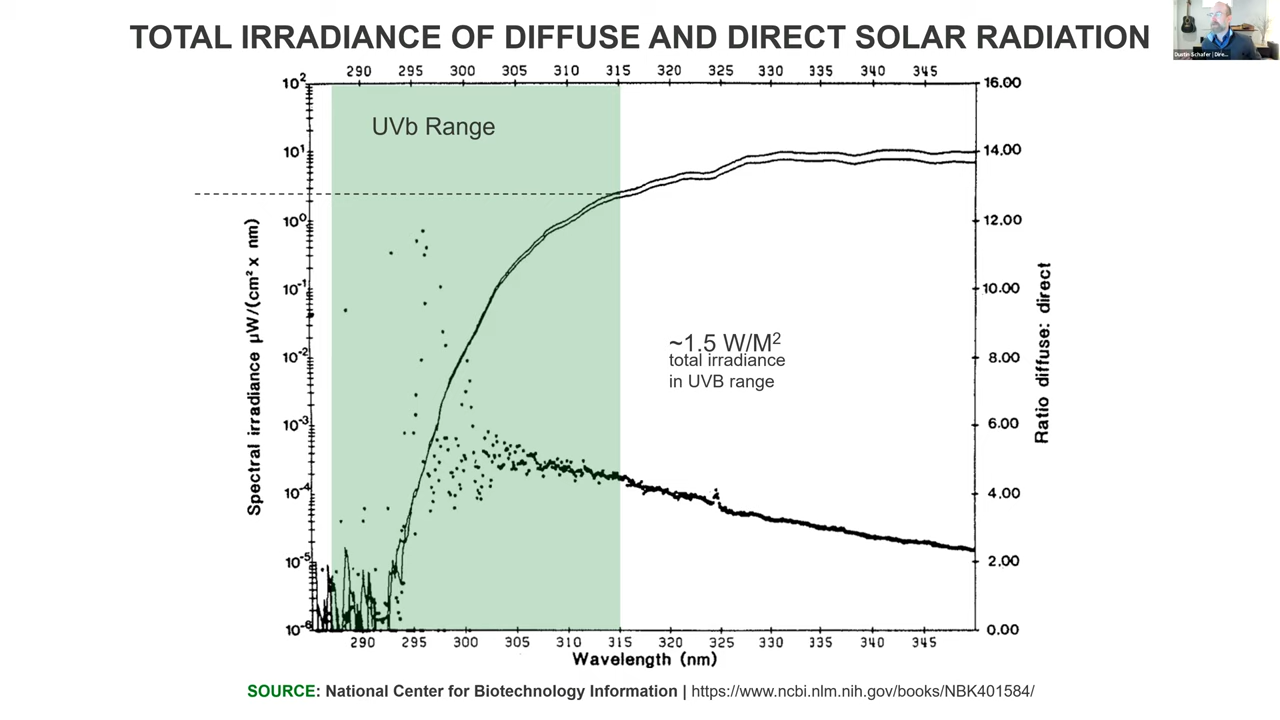 TOTAL IRRADIANCE OF DIFFUSE AND DIRECT SOLAR RADIATION
Dustin Schafer | Dire...
290 295 300 305 310 315 320 325 330 335 340 345
UVb Range
10² 10¹ 10⁰ 10⁻¹ 10⁻² 10⁻³ 10⁻⁴ 10⁻⁵ 10⁻⁶
Spectral irradiance µW/(cm² x nm)
~1.5 W/M²
total irradiance
in UVB range
16.00 14.00 12.00 10.00 8.00 6.00 4.00 2.00 0.00
Ratio diffuse: direct
290 295 300 305 310 315 320 325 330 335 340 345
Wavelength (nm)
SOURCE: National Center for Biotechnology Information | https://www.ncbi.nlm.nih.gov/books/NBK401584/